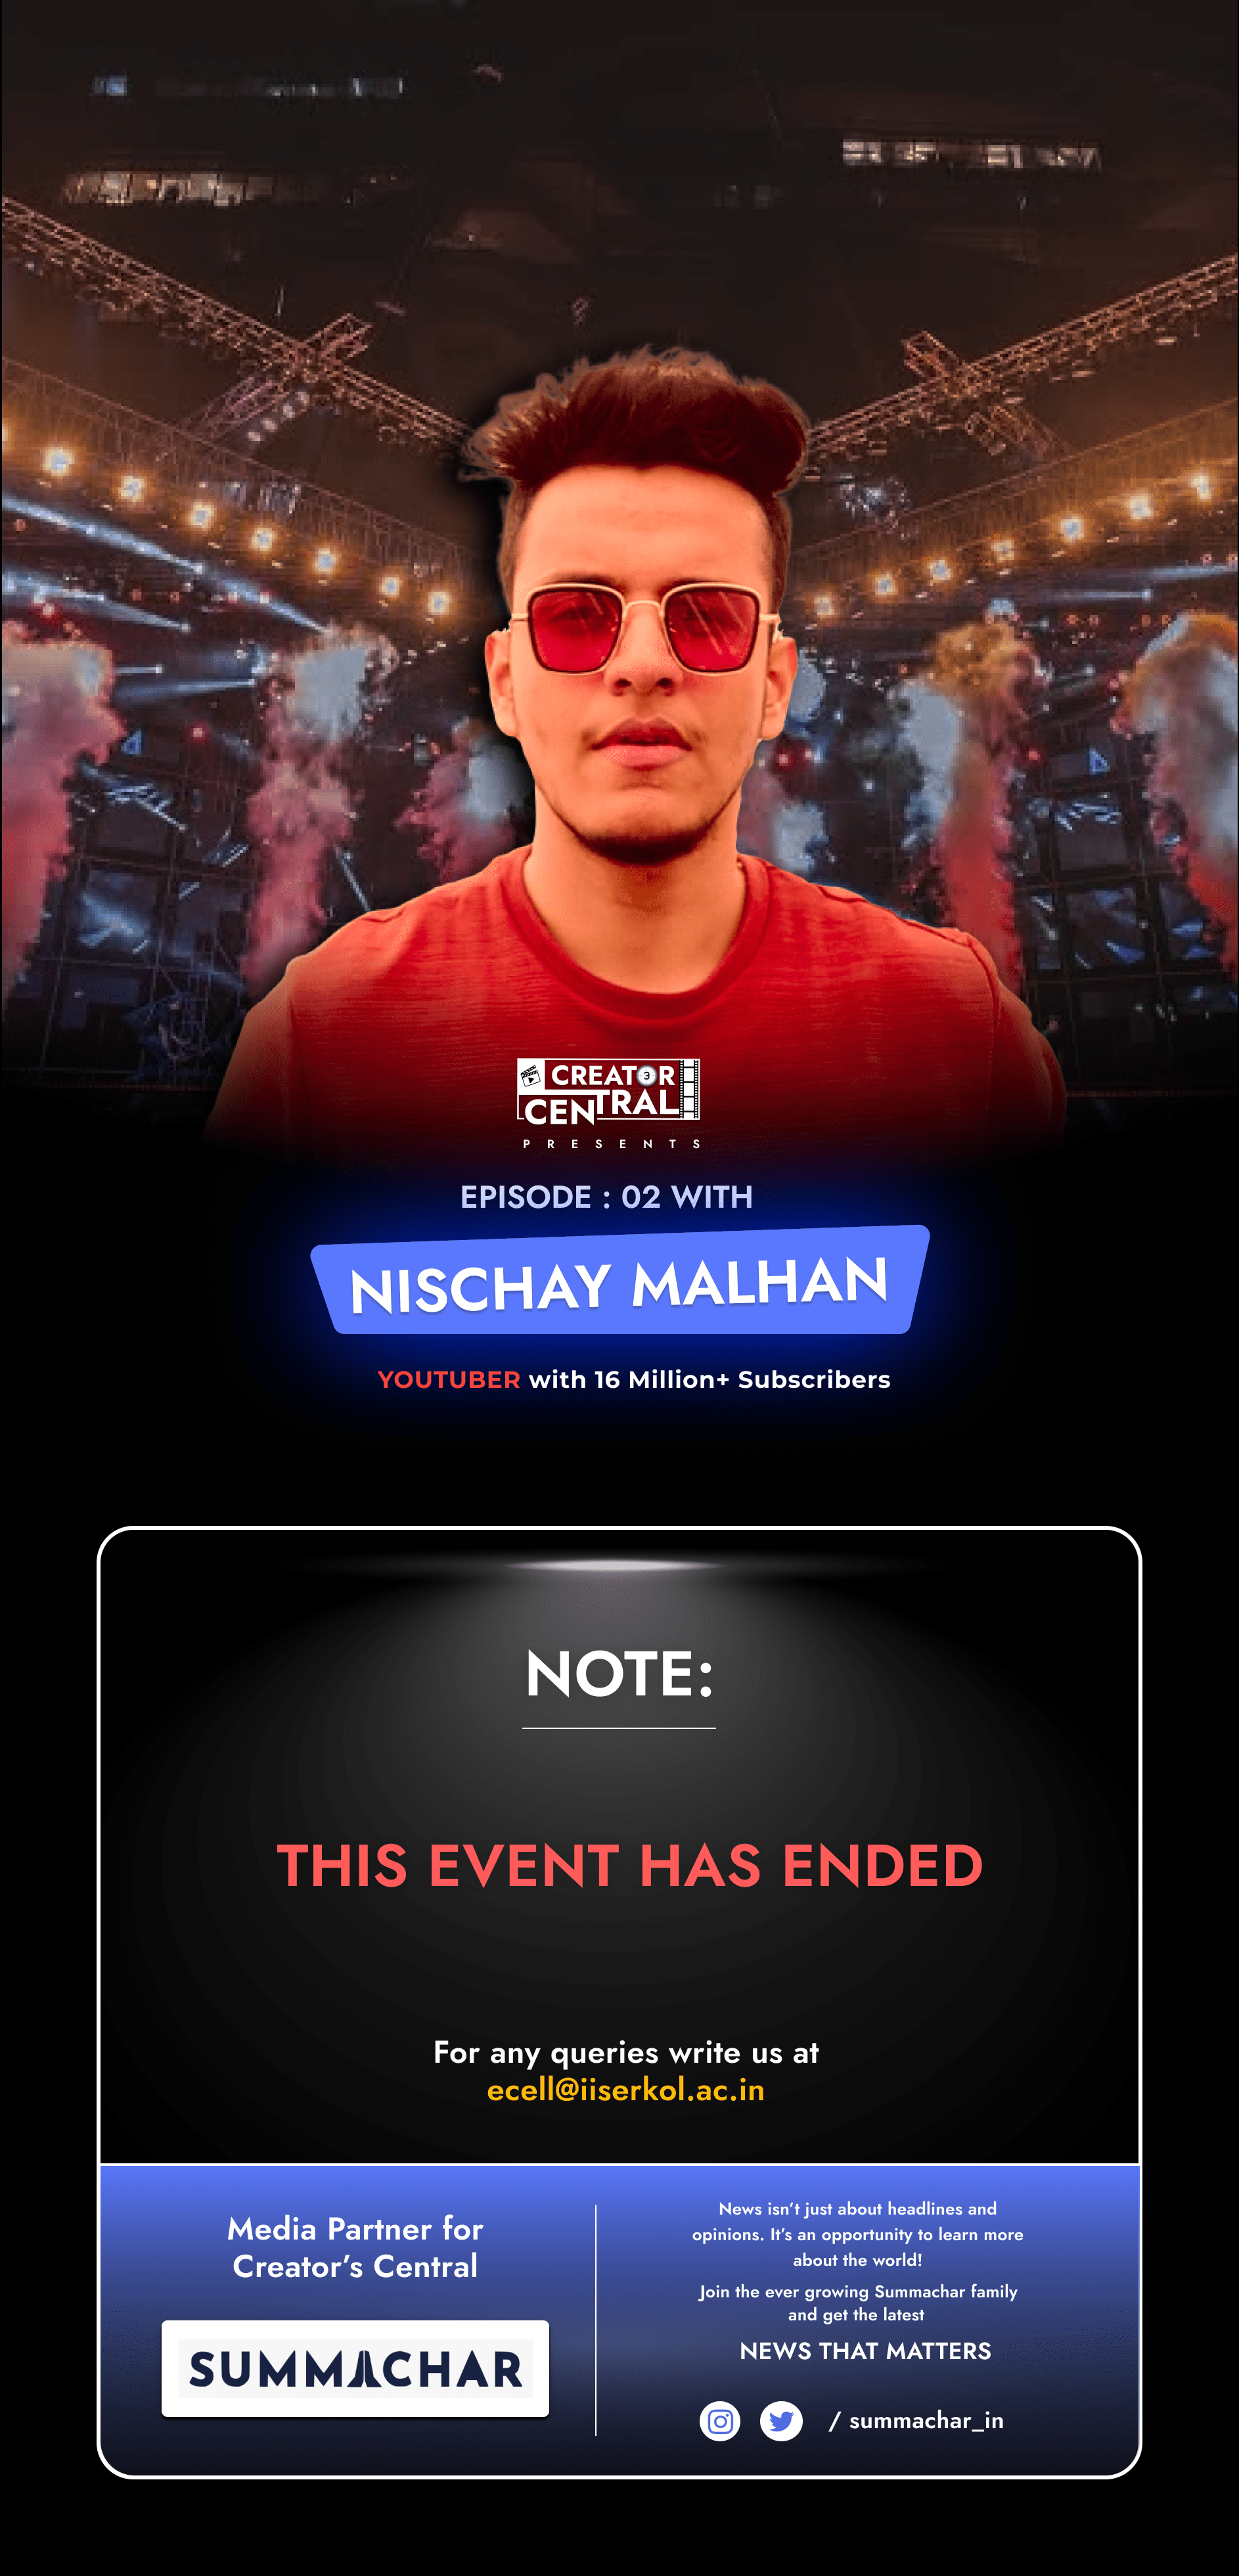 CREATOR
3
CENTRAL
PRESENTS
EPISODE : 02 WITH
NISCHAY MALHAN
YOUTUBER with 16 Million+ Subscribers
NOTE:
THIS EVENT HAS ENDED
For any queries write us at
ecell@iiserkol.ac.in
Media Partner for
Creator’s Central
SUMMACHAR
News isn’t just about headlines and
opinions. It’s an opportunity to learn more
about the world!
Join the ever growing Summachar family
and get the latest
NEWS THAT MATTERS
/ summachar_in